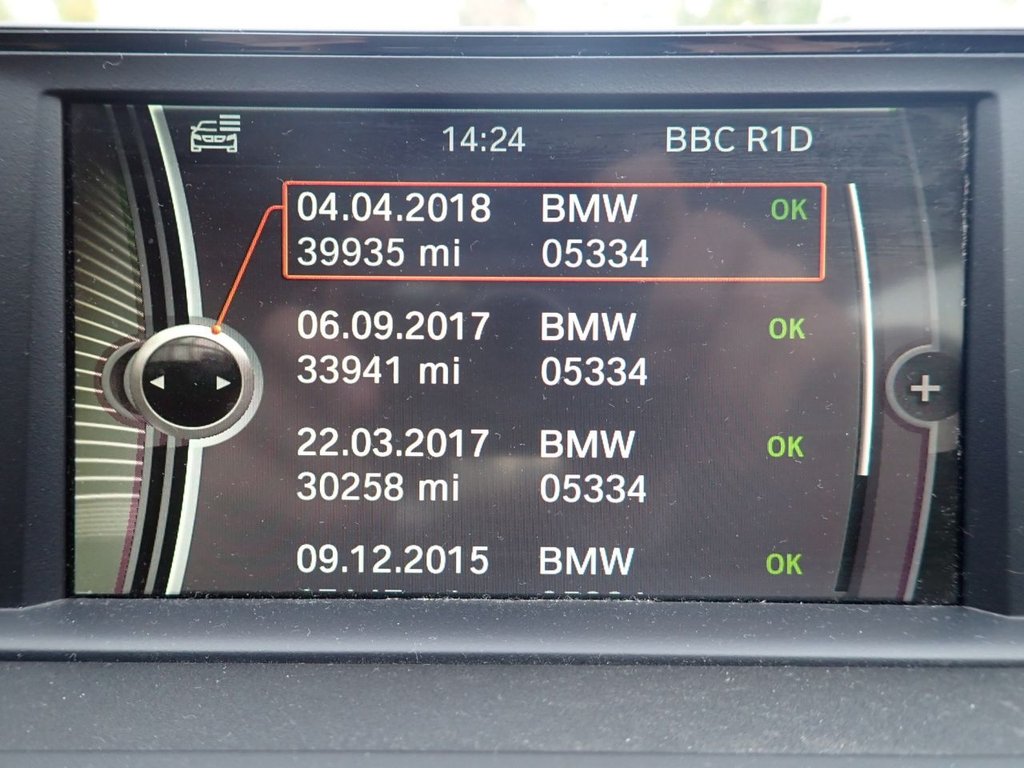 14:24 BBC R1D
04.04.2018 BMW OK
39935 mi 05334
06.09.2017 BMW OK
33941 mi 05334
22.03.2017 BMW OK
30258 mi 05334
09.12.2015 BMW OK